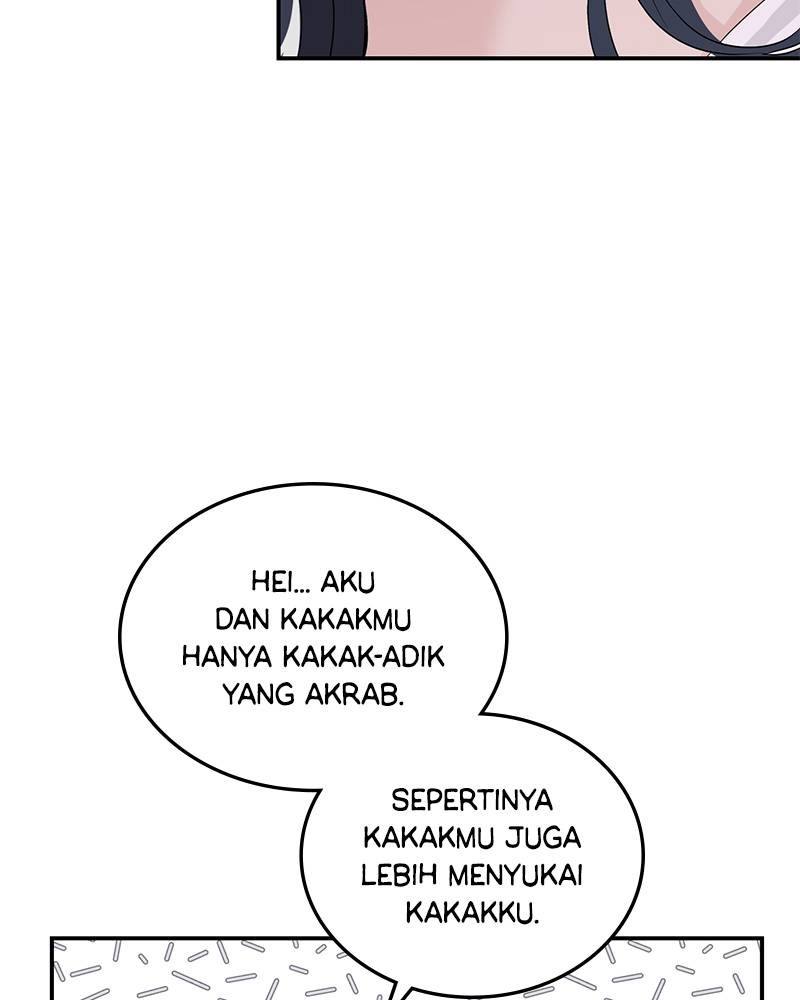 HEI... AKU
DAN KAKAKMU
HANYA KAKAK-ADIK
YANG AKRAB.
SEPERTINYA
KAKAKMU JUGA
LEBIH MENYUKAI
KAKAKKU.